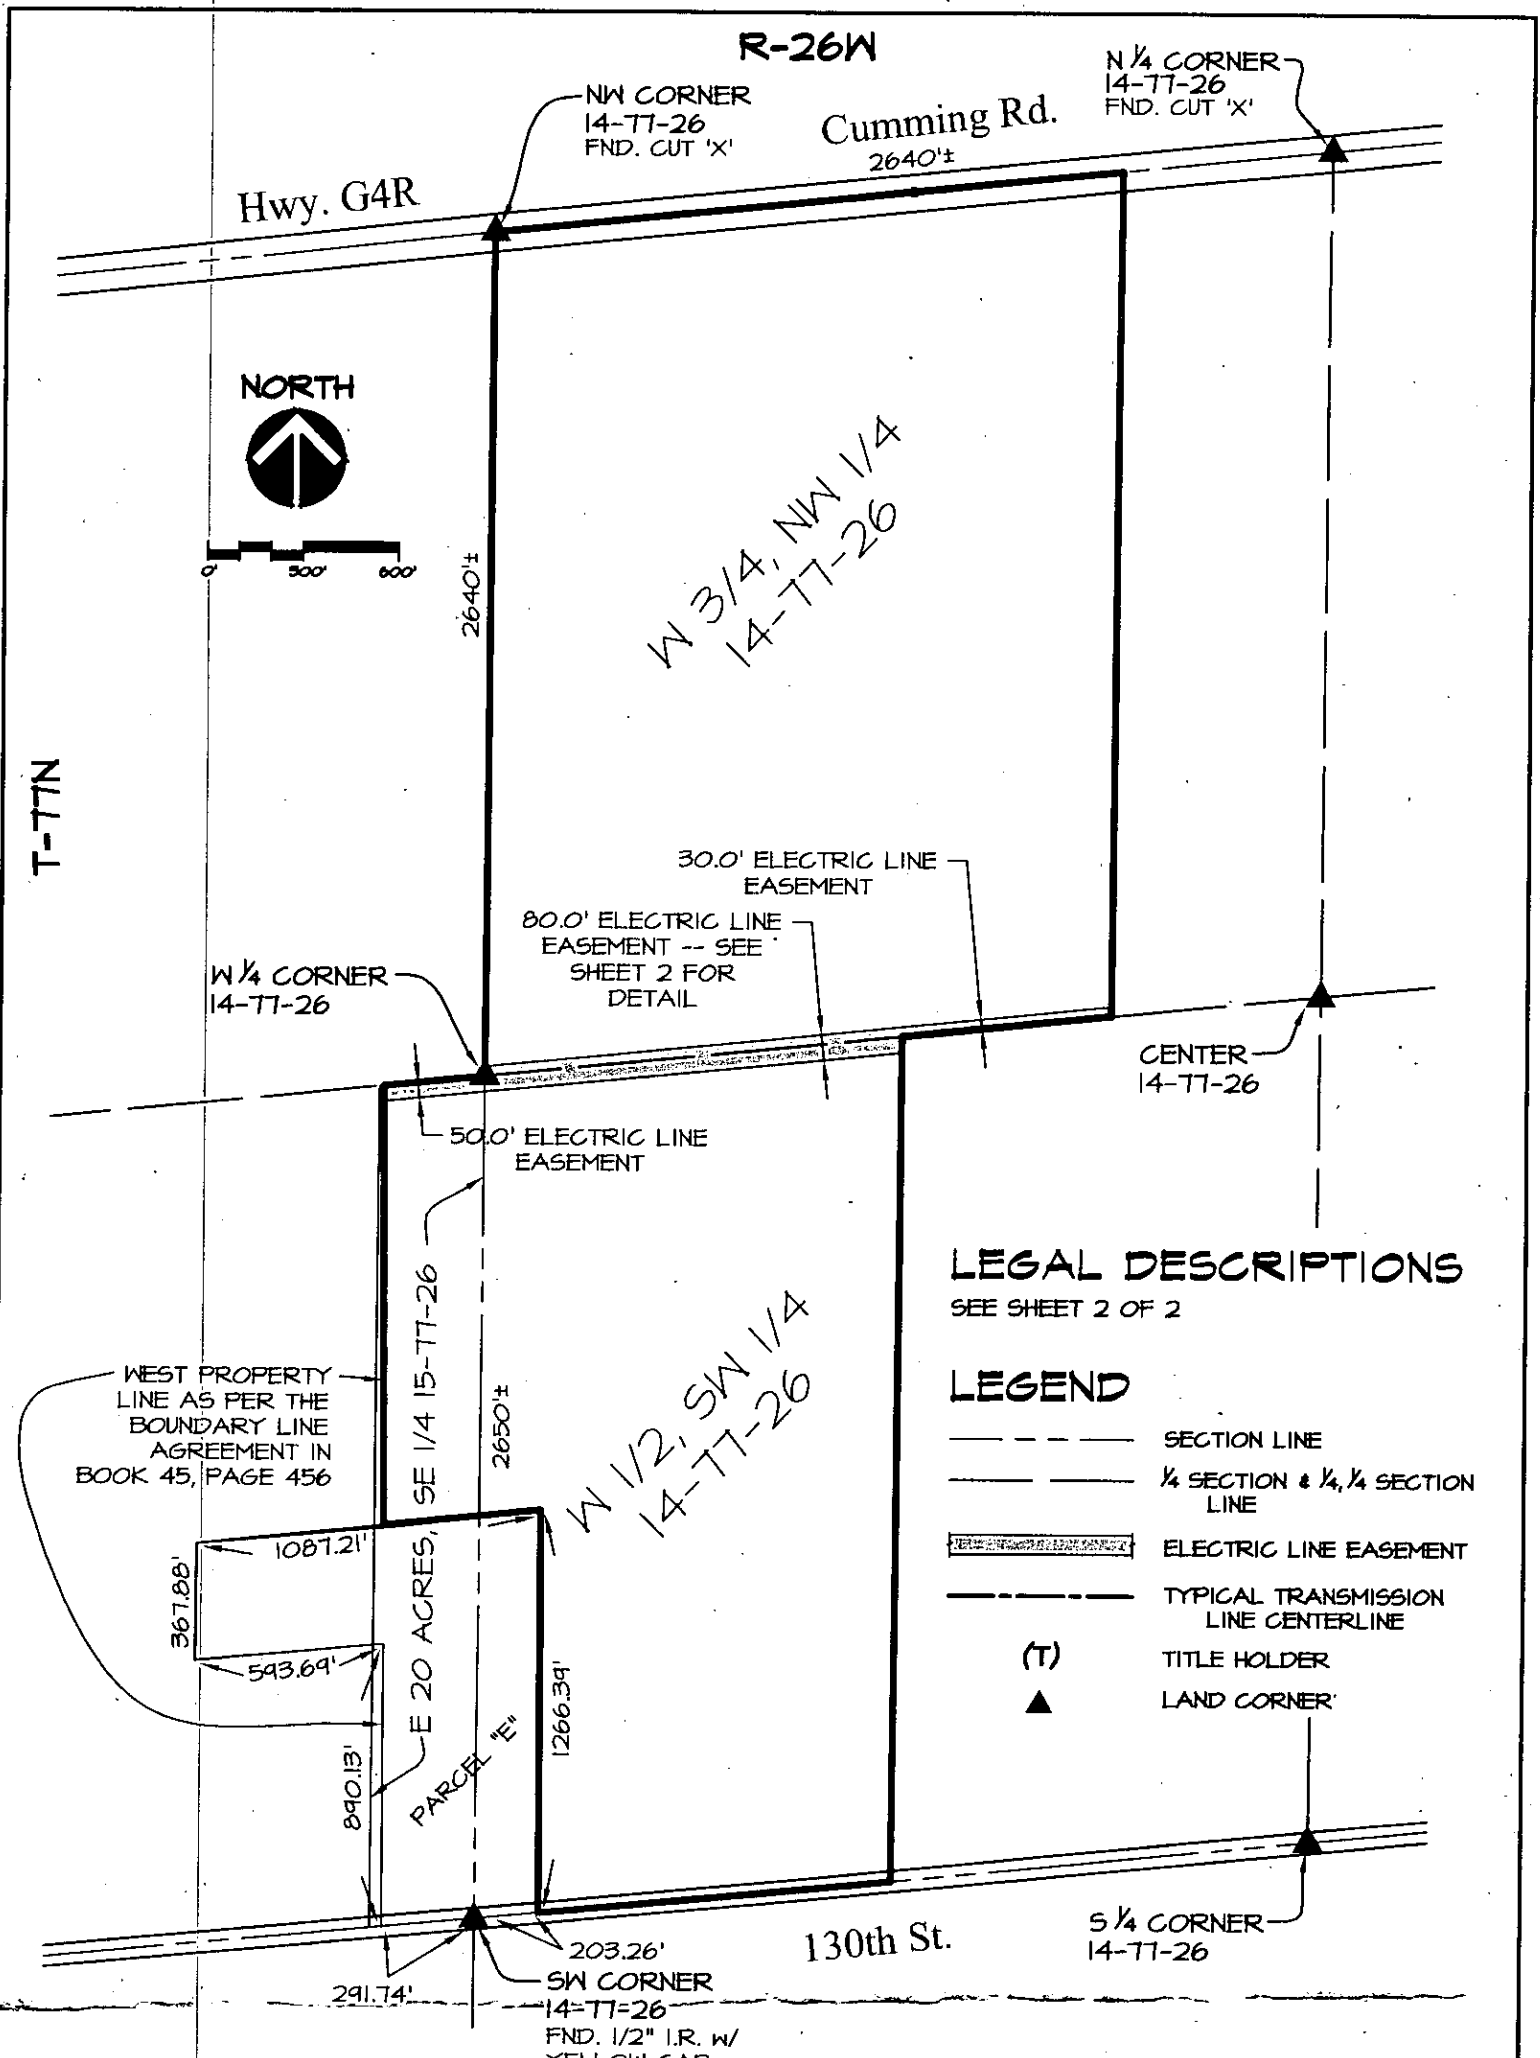 R-26W
NW CORNER
14-77-26
FND. CUT 'X'
N ¼ CORNER
14-77-26
FND. CUT 'X'
Cumming Rd.
2640'±
Hwy. G4R
NORTH
0' 300' 600'
2640'±
W 3/4, NW 1/4
14-77-26
T-77N
30.0' ELECTRIC LINE
EASEMENT
80.0' ELECTRIC LINE
EASEMENT -- SEE
SHEET 2 FOR
DETAIL
W ¼ CORNER
14-77-26
CENTER
14-77-26
50.0' ELECTRIC LINE
EASEMENT
E 20 ACRES, SE 1/4 15-77-26
2650'±
W 1/2, SW 1/4
14-77-26
WEST PROPERTY
LINE AS PER THE
BOUNDARY LINE
AGREEMENT IN
BOOK 45, PAGE 456
1087.21'
367.88'
593.69'
890.13'
PARCEL "E"
1266.39'
LEGAL DESCRIPTIONS
SEE SHEET 2 OF 2
LEGEND
SECTION LINE
¼ SECTION & ¼,¼ SECTION
LINE
ELECTRIC LINE EASEMENT
TYPICAL TRANSMISSION
LINE CENTERLINE
(T) TITLE HOLDER
LAND CORNER
S ¼ CORNER
14-77-26
130th St.
203.26'
291.74'
SW CORNER
14-77-26
FND. 1/2" I.R. W/
YELLOW CAP